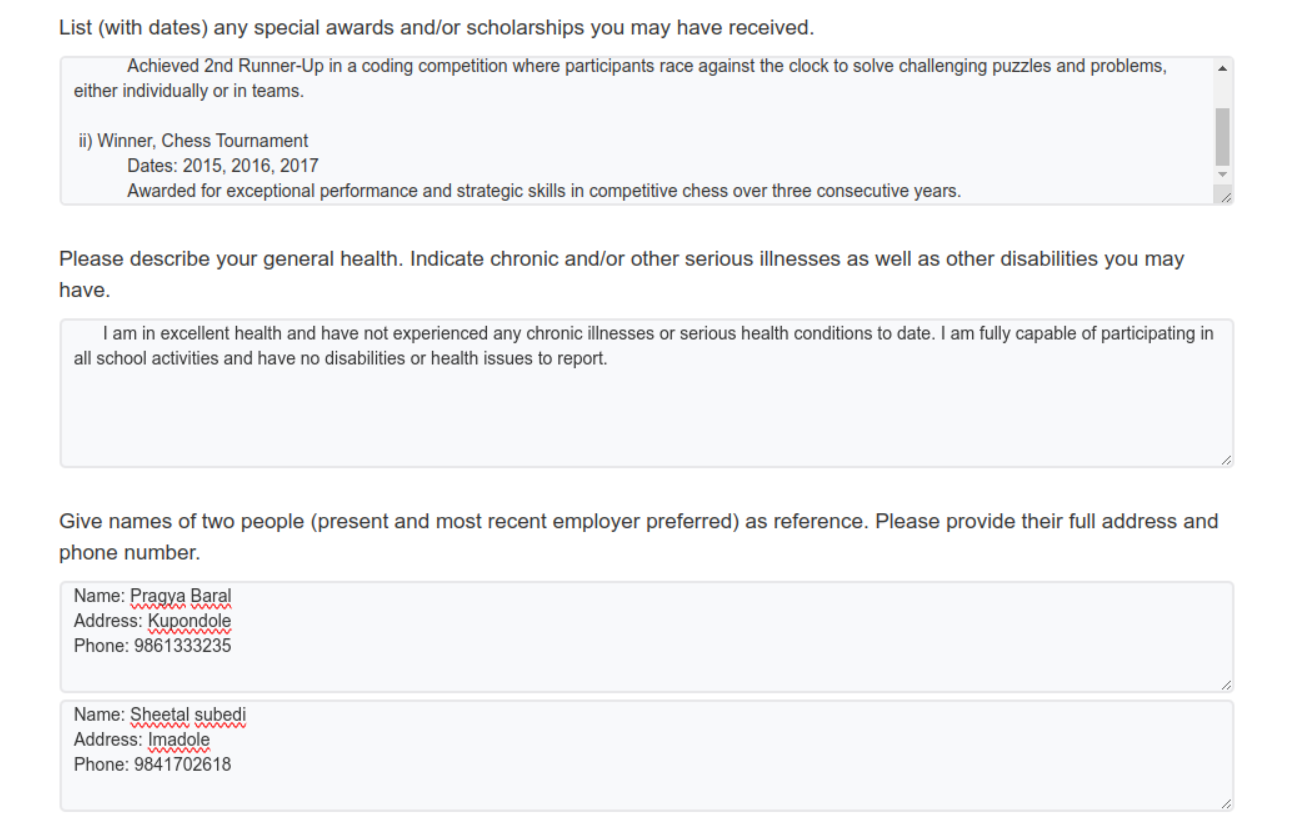 List (with dates) any special awards and/or scholarships you may have received.
Achieved 2nd Runner-Up in a coding competition where participants race against the clock to solve challenging puzzles and problems,
either individually or in teams.
ii) Winner, Chess Tournament
Dates: 2015, 2016, 2017
Awarded for exceptional performance and strategic skills in competitive chess over three consecutive years.
Please describe your general health. Indicate chronic and/or other serious illnesses as well as other disabilities you may
have.
I am in excellent health and have not experienced any chronic illnesses or serious health conditions to date. I am fully capable of participating in
all school activities and have no disabilities or health issues to report.
Give names of two people (present and most recent employer preferred) as reference. Please provide their full address and
phone number.
Name: Pragya Baral
Address: Kupondole
Phone: 9861333235
Name: Sheetal subedi
Address: Imadole
Phone: 9841702618